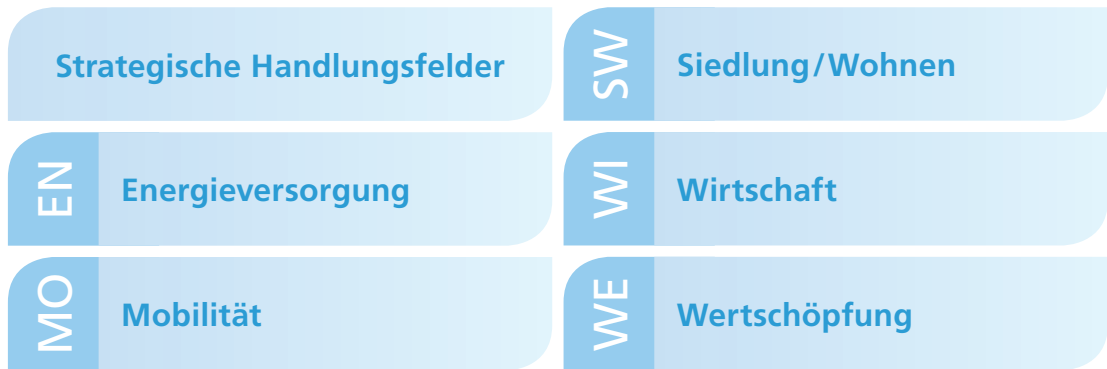 Strategische Handlungsfelder
EN
Energieversorgung
MO
Mobilität
SW
Siedlung/Wohnen
WI
Wirtschaft
WE
Wertschöpfung